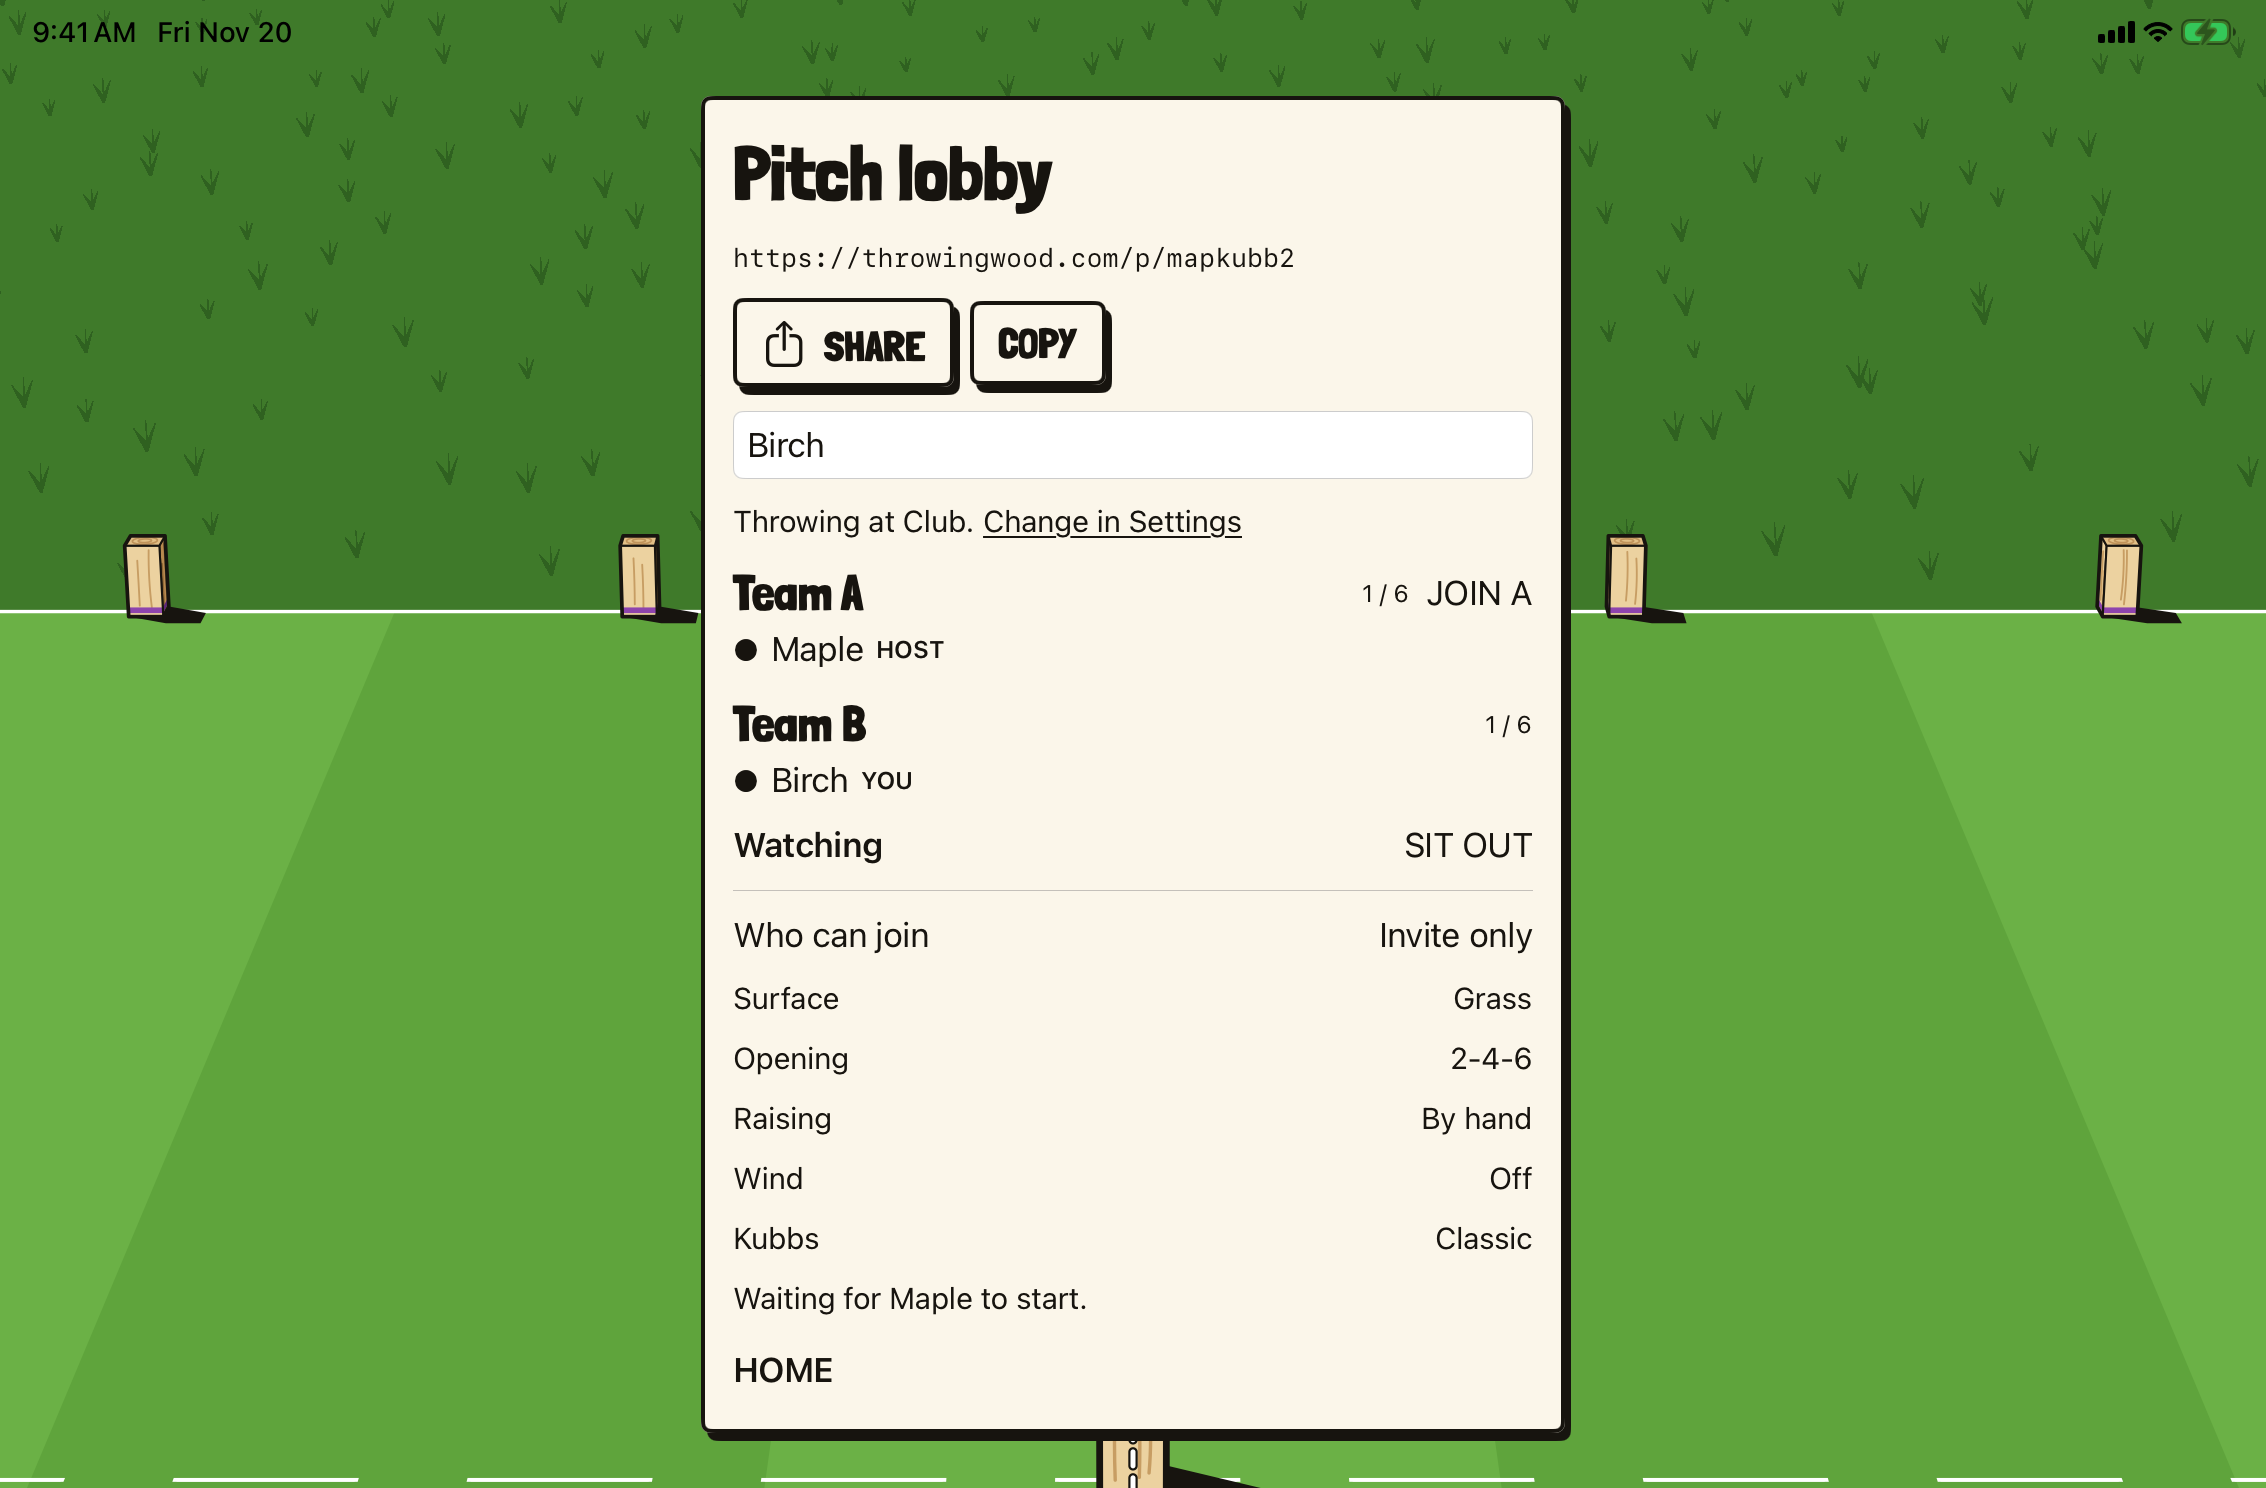 9:41 AM Fri Nov 20
Pitch lobby
https://throwingwood.com/p/mapkubb2
SHARE COPY
Birch
Throwing at Club. Change in Settings
Team A 1 / 6 JOIN A
Maple HOST
Team B 1 / 6
Birch YOU
Watching SIT OUT
Who can join Invite only
Surface Grass
Opening 2-4-6
Raising By hand
Wind Off
Kubbs Classic
Waiting for Maple to start.
HOME